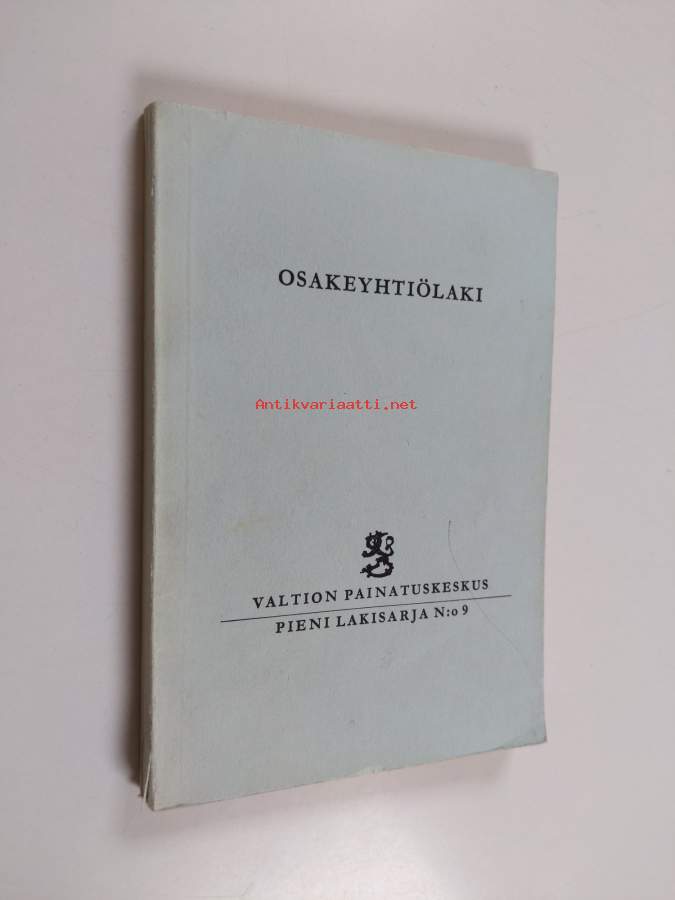 OSAKEYHTIÖLAKI
Antikvariaatti.net
VALTION PAINATUSKESKUS
PIENI LAKISARJA N:o 9